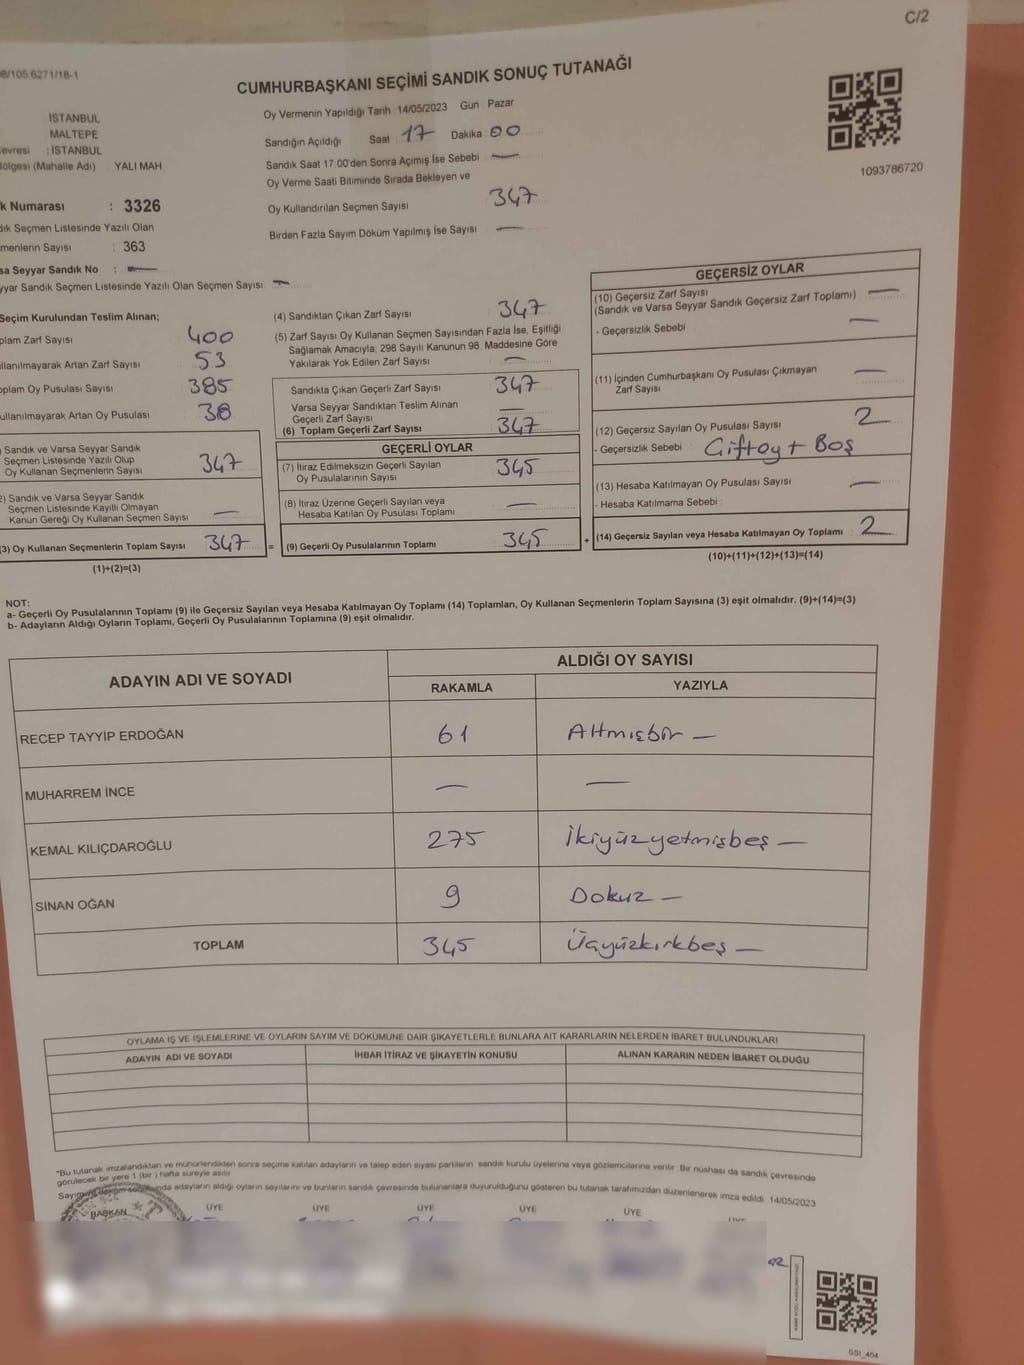 C/2
CUMHURBAŞKANI SEÇİMİ SANDIK SONUÇ TUTANAĞI
8/105.6271/18-1
İSTANBUL
MALTEPE
evresi : İSTANBUL
ölgesi (Mahalle Adı) : YALI MAH
k Numarası : 3326
dık Seçmen Listesinde Yazılı Olan
menlerin Sayısı : 363
sa Seyyar Sandık No : —
yyar Sandık Seçmen Listesinde Yazılı Olan Seçmen Sayısı : —
Oy Vermenin Yapıldığı Tarih : 14/05/2023 Gün : Pazar
Sandığın Açıldığı Saat : 17 Dakika : 00
Sandık Saat 17:00'den Sonra Açmış İse Sebebi : —
Oy Verme Saati Bitiminde Sırada Bekleyen ve
Oy Kullandırılan Seçmen Sayısı : 347
Birden Fazla Sayım Döküm Yapılmış İse Sayısı : —
1093786720
Seçim Kurulundan Teslim Alınan;
plam Zarf Sayısı : 400
llanılmayarak Artan Zarf Sayısı : 53
oplam Oy Pusulası Sayısı : 385
ullanılmayarak Artan Oy Pusulası : 38
) Sandık ve Varsa Seyyar Sandık
Seçmen Listesinde Yazılı Olup
Oy Kullanan Seçmenlerin Sayısı : 347
2) Sandık ve Varsa Seyyar Sandık
Seçmen Listesinde Kayıtlı Olmayan
Kanun Gereği Oy Kullanan Seçmen Sayısı : —
(3) Oy Kullanan Seçmenlerin Toplam Sayısı : 347 =
(1)+(2)=(3)
(4) Sandıktan Çıkan Zarf Sayısı : 347
(5) Zarf Sayısı Oy Kullanan Seçmen Sayısından Fazla İse, Eşitliği
Sağlamak Amacıyla; 298 Sayılı Kanunun 98. Maddesine Göre
Yakılarak Yok Edilen Zarf Sayısı : —
Sandıkta Çıkan Geçerli Zarf Sayısı : 347
Varsa Seyyar Sandıktan Teslim Alınan
Geçerli Zarf Sayısı : —
(6) Toplam Geçerli Zarf Sayısı : 347
GEÇERLİ OYLAR
(7) İtiraz Edilmeksizin Geçerli Sayılan
Oy Pusulalarının Sayısı : 345
(8) İtiraz Üzerine Geçerli Sayılan veya
Hesaba Katılan Oy Pusulası Toplamı : —
(9) Geçerli Oy Pusulalarının Toplamı : 345 +
GEÇERSİZ OYLAR
(10) Geçersiz Zarf Sayısı
(Sandık ve Varsa Seyyar Sandık Geçersiz Zarf Toplamı) : —
- Geçersizlik Sebebi : —
(11) İçinden Cumhurbaşkanı Oy Pusulası Çıkmayan
Zarf Sayısı : —
(12) Geçersiz Sayılan Oy Pusulası Sayısı : 2
- Geçersizlik Sebebi : Çiftoy + Boş
(13) Hesaba Katılmayan Oy Pusulası Sayısı : —
- Hesaba Katılmama Sebebi :
(14) Geçersiz Sayılan veya Hesaba Katılmayan Oy Toplamı : 2
(10)+(11)+(12)+(13)=(14)
NOT:
a- Geçerli Oy Pusulalarının Toplamı (9) ile Geçersiz Sayılan veya Hesaba Katılmayan Oy Toplamı (14) Toplamları, Oy Kullanan Seçmenlerin Toplam Sayısına (3) eşit olmalıdır. (9)+(14)=(3)
b- Adayların Aldığı Oyların Toplamı, Geçerli Oy Pusulalarının Toplamına (9) eşit olmalıdır.
ADAYIN ADI VE SOYADI ALDIĞI OY SAYISI
RAKAMLA YAZIYLA
RECEP TAYYİP ERDOĞAN 61 Altmışbir —
MUHARREM İNCE — —
KEMAL KILIÇDAROĞLU 275 İkiyüzyetmişbeş —
SİNAN OĞAN 9 Dokuz —
TOPLAM 345 Üçyüzkırkbeş —
OYLAMA İŞ VE İŞLEMLERİNE VE OYLARIN SAYIM VE DÖKÜMÜNE DAİR ŞİKAYETLERLE BUNLARA AİT KARARLARIN NELERDEN İBARET BULUNDUKLARI
ADAYIN ADI VE SOYADI İHBAR İTİRAZ VE ŞİKAYETİN KONUSU ALINAN KARARIN NEDEN İBARET OLDUĞU
*Bu tutanak imzalandıktan ve mühürlendikten sonra seçime katılan adayların ve talep eden siyasi partilerin sandık kurulu üyelerine veya gözlemcilerine verilir. Bir nüshası da sandık çevresinde
görülecek bir yere 1 (bir) hafta süreyle asılır.
adayların aldığı oyların sayılarını ve bunların sandık çevresinde bulunanlara duyurulduğunu gösteren bu tutanak tarafımızdan düzenlenerek imza edildi. 14/05/2023
BAŞKAN ÜYE ÜYE ÜYE ÜYE ÜYE ÜYE